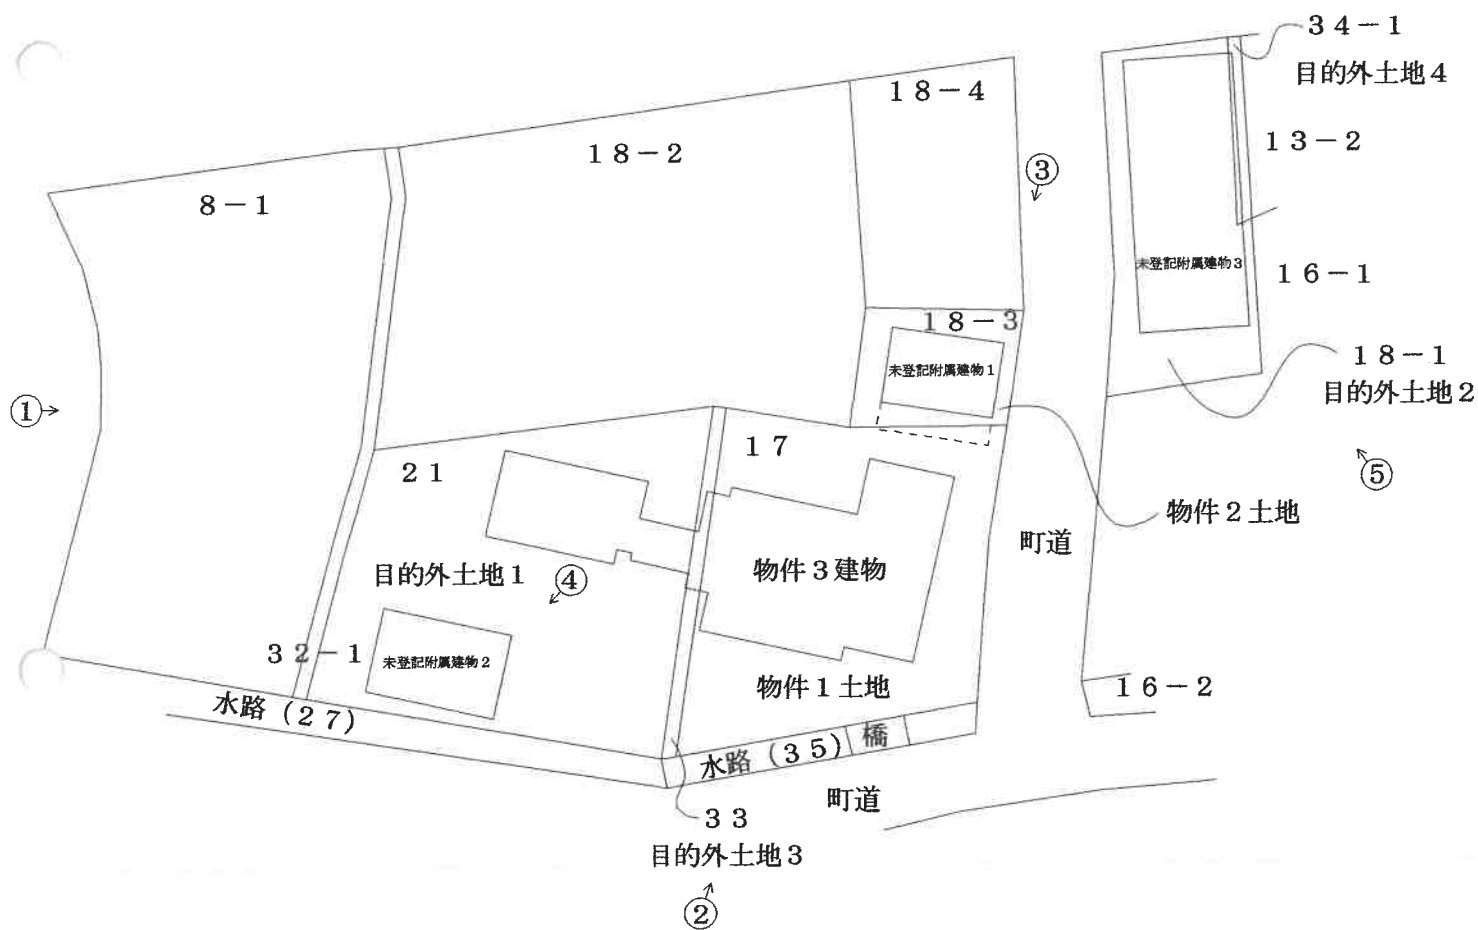 34－1
目的外土地4
18－4
13－2
18－2
③
8－1
未登記附属建物3
16－1
18－3
18－1
未登記附属建物1
目的外土地2
①
17
21
⑤
物件2土地
町道
物件3建物
目的外土地1
④
32－1
未登記附属建物2
物件1土地
16－2
水路（27）
橋
水路（35）
町道
33
目的外土地3
②